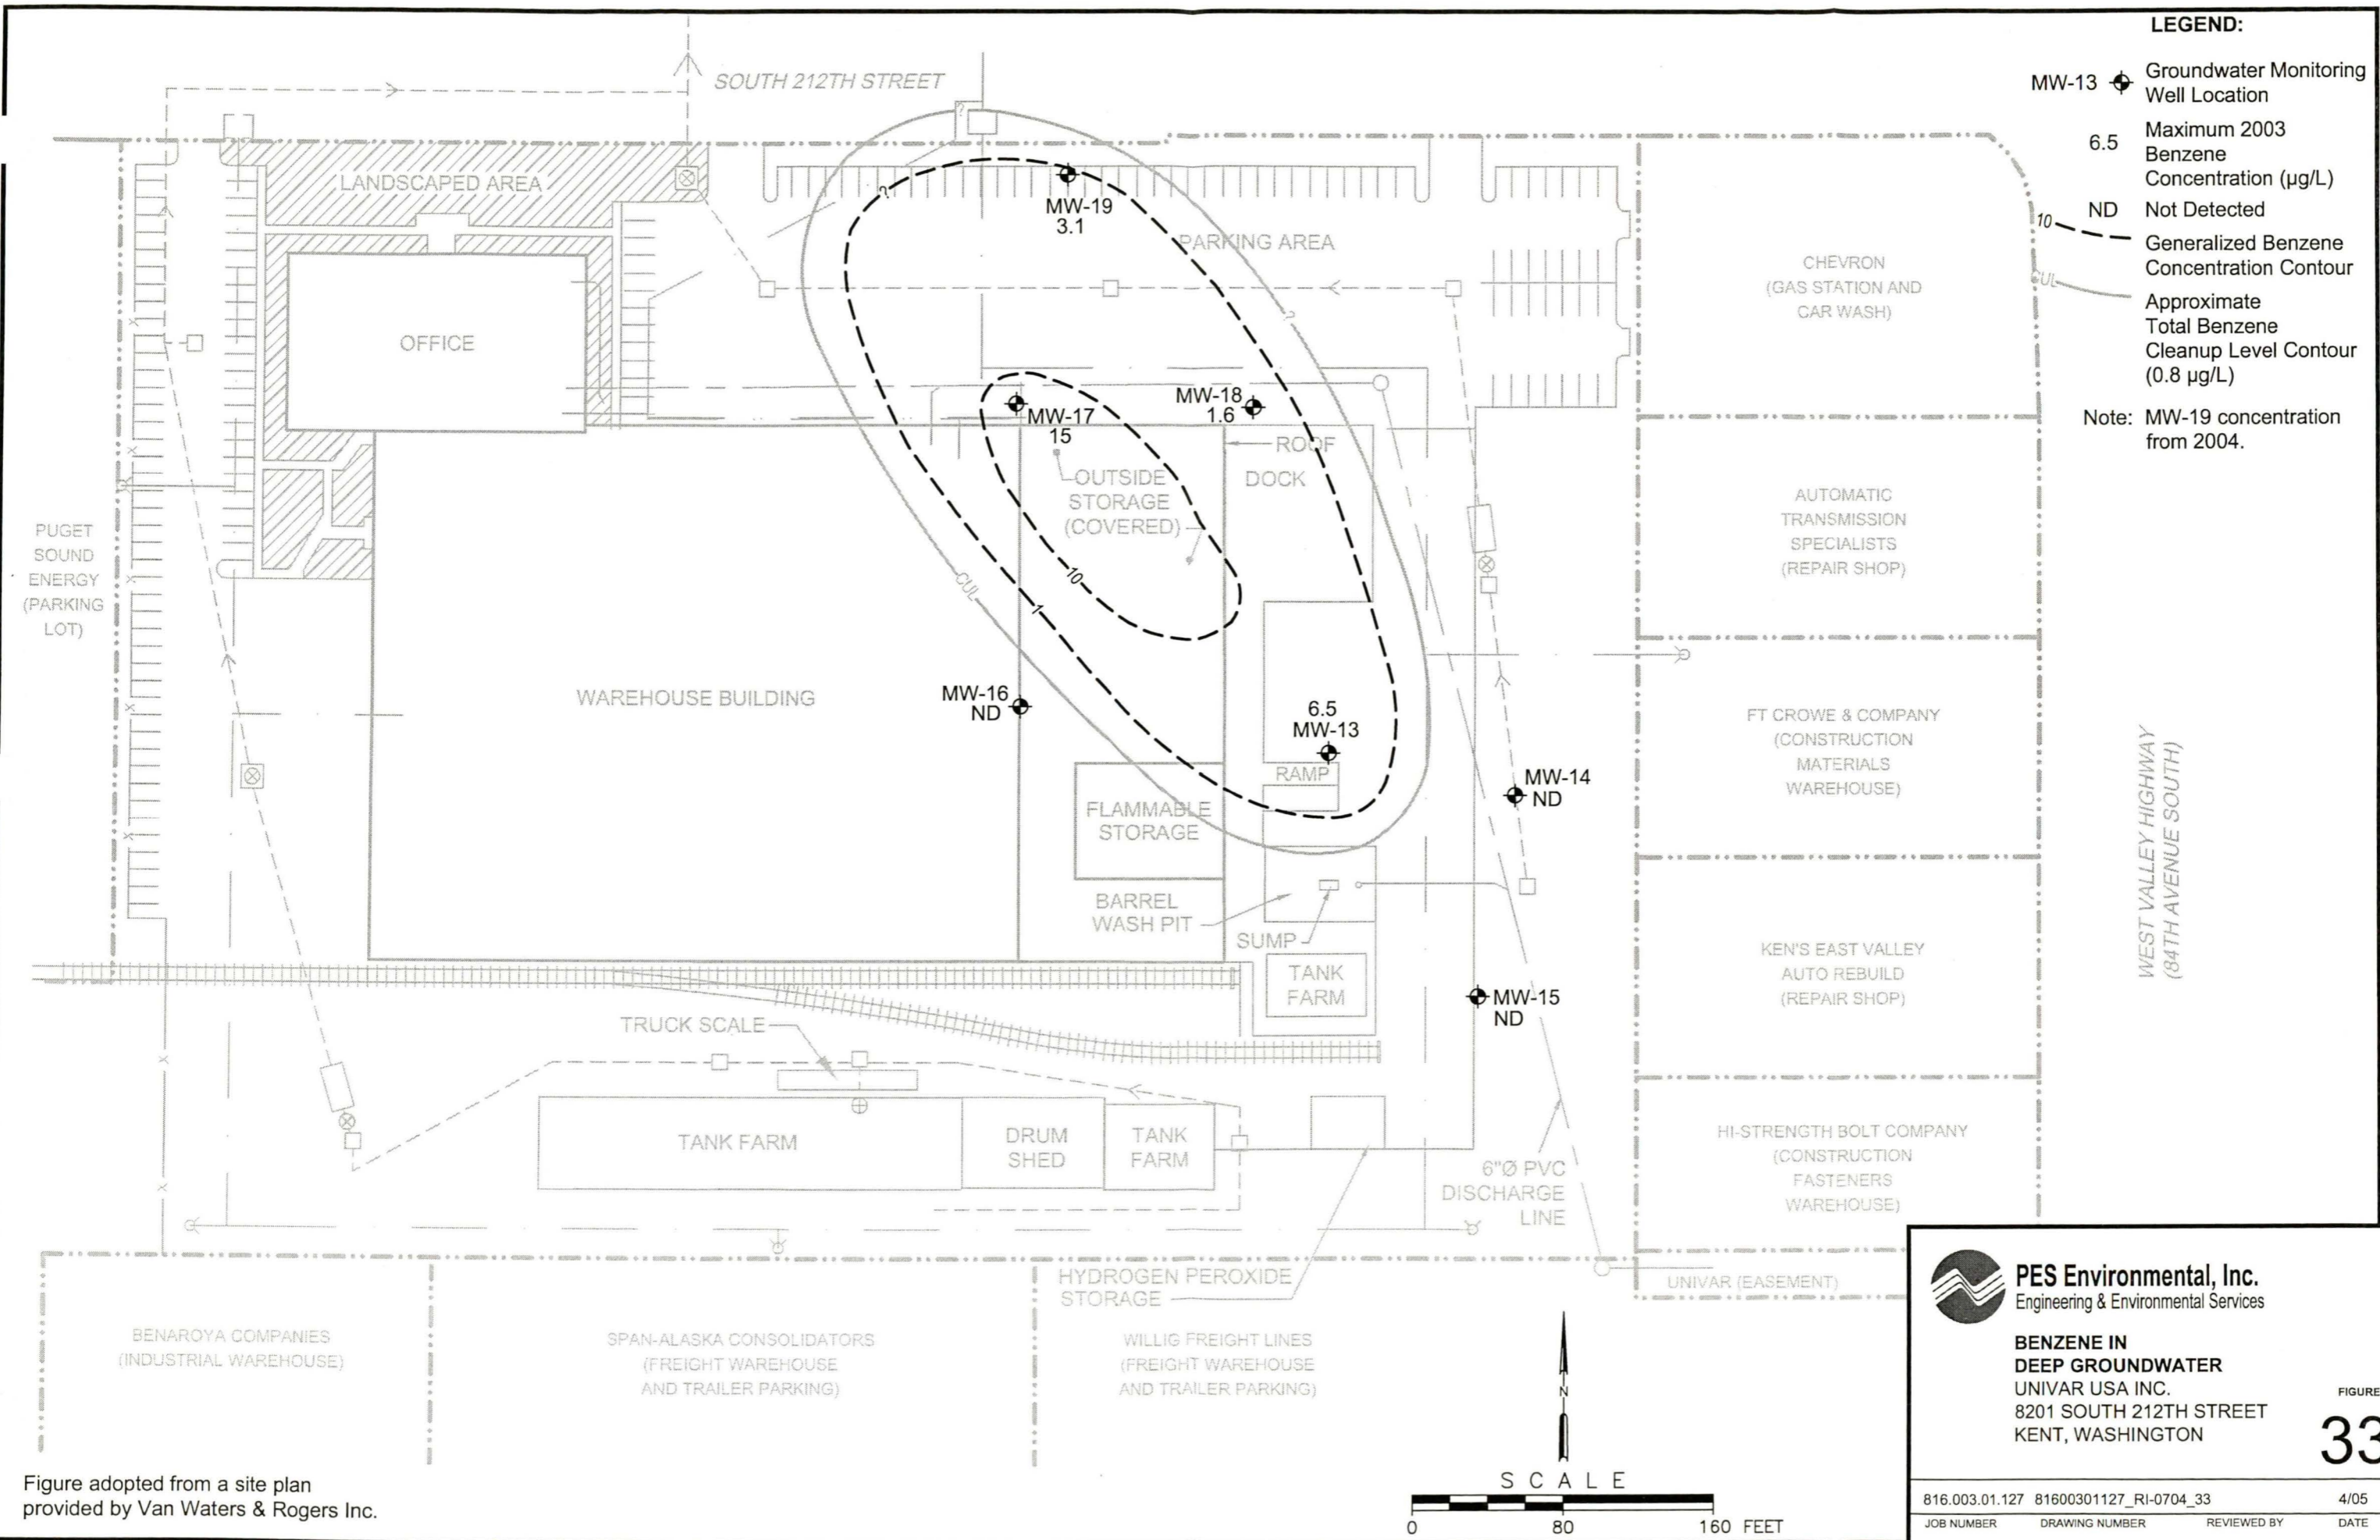 LEGEND:
MW-13
Groundwater Monitoring
Well Location
6.5
Maximum 2003
Benzene
Concentration (µg/L)
ND
Not Detected
10
Generalized Benzene
Concentration Contour
CUL
Approximate
Total Benzene
Cleanup Level Contour
(0.8 µg/L)
Note: MW-19 concentration
from 2004.
SOUTH 212TH STREET
LANDSCAPED AREA
?
?
?
MW-19
3.1
PARKING AREA
OFFICE
CHEVRON
(GAS STATION AND
CAR WASH)
MW-17
15
MW-18
1.6
ROOF
DOCK
OUTSIDE
STORAGE
(COVERED)
AUTOMATIC
TRANSMISSION
SPECIALISTS
(REPAIR SHOP)
PUGET
SOUND
ENERGY
(PARKING
LOT)
CUL
10
1
WAREHOUSE BUILDING
MW-16
ND
6.5
MW-13
RAMP
FLAMMABLE
STORAGE
MW-14
ND
FT CROWE & COMPANY
(CONSTRUCTION
MATERIALS
WAREHOUSE)
WEST VALLEY HIGHWAY
(84TH AVENUE SOUTH)
BARREL
WASH PIT
SUMP
TANK
FARM
MW-15
ND
KEN'S EAST VALLEY
AUTO REBUILD
(REPAIR SHOP)
TRUCK SCALE
TANK FARM
DRUM
SHED
TANK
FARM
6"Ø PVC
DISCHARGE
LINE
HI-STRENGTH BOLT COMPANY
(CONSTRUCTION
FASTENERS
WAREHOUSE)
HYDROGEN PEROXIDE
STORAGE
UNIVAR (EASEMENT)
BENAROYA COMPANIES
(INDUSTRIAL WAREHOUSE)
SPAN-ALASKA CONSOLIDATORS
(FREIGHT WAREHOUSE
AND TRAILER PARKING)
WILLIG FREIGHT LINES
(FREIGHT WAREHOUSE
AND TRAILER PARKING)
N
SCALE
0 80 160 FEET
Figure adopted from a site plan
provided by Van Waters & Rogers Inc.
PES Environmental, Inc.
Engineering & Environmental Services
BENZENE IN
DEEP GROUNDWATER
UNIVAR USA INC.
8201 SOUTH 212TH STREET
KENT, WASHINGTON
FIGURE
33
816.003.01.127 81600301127_RI-0704_33 4/05
JOB NUMBER DRAWING NUMBER REVIEWED BY DATE